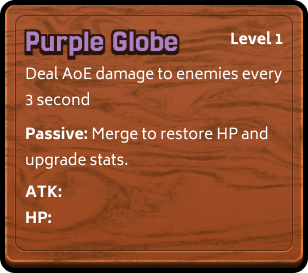 Purple Globe Level 1
Deal AoE damage to enemies every
3 second
Passive: Merge to restore HP and
upgrade stats.
ATK:
HP: